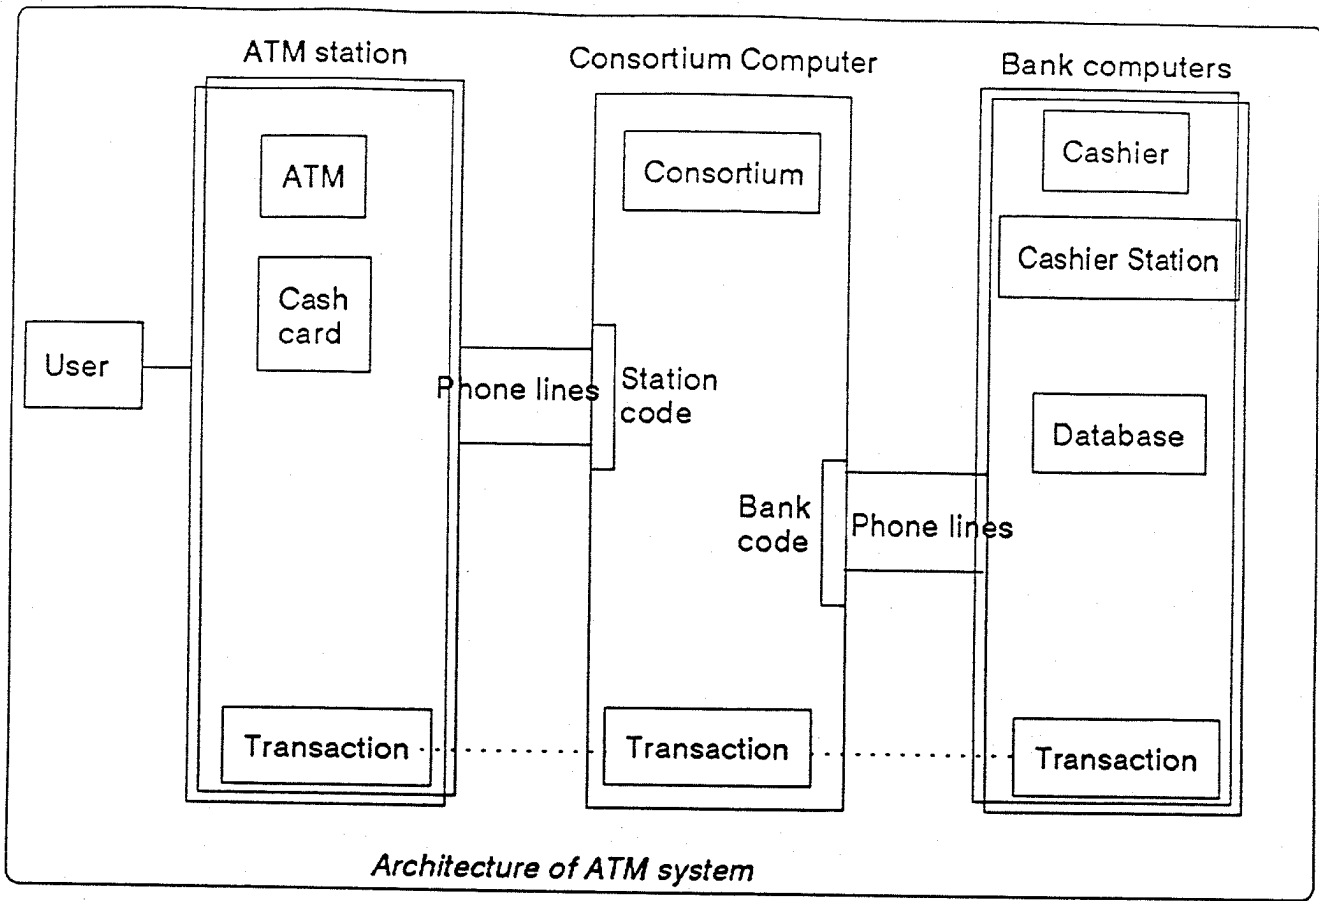 ATM station
Consortium Computer
Bank computers
ATM
Consortium
Cashier
Cashier Station
Cash
card
User
Phone lines
Station
code
Database
Bank
code
Phone lines
Transaction
Transaction
Transaction
Architecture of ATM system